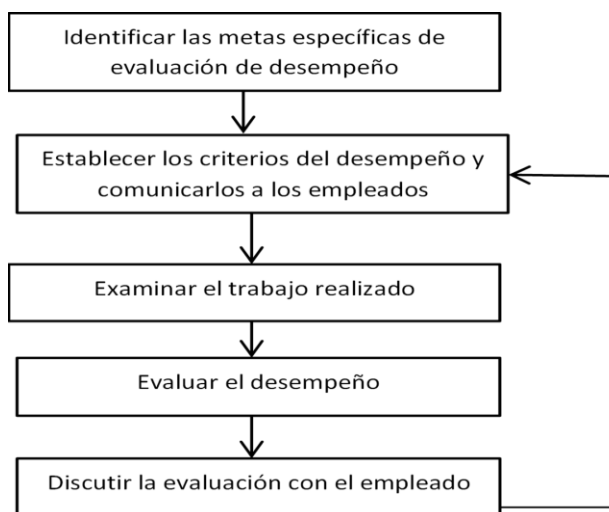 Identificar las metas específicas de
evaluación de desempeño
Establecer los criterios del desempeño y
comunicarlos a los empleados
Examinar el trabajo realizado
Evaluar el desempeño
Discutir la evaluación con el empleado